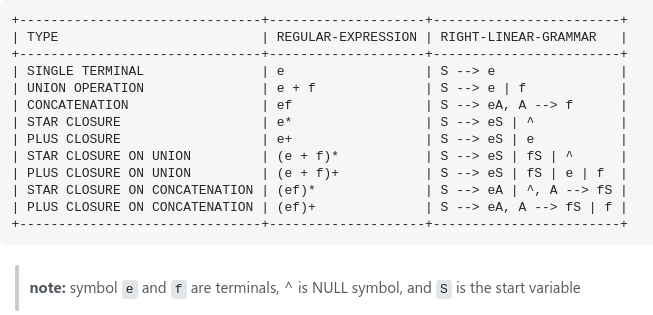 +-------------------------------+--------------------+------------------------+
| TYPE                          | REGULAR-EXPRESSION | RIGHT-LINEAR-GRAMMAR   |
+-------------------------------+--------------------+------------------------+
| SINGLE TERMINAL               | e                  | S --> e                |
| UNION OPERATION               | e + f              | S --> e | f            |
| CONCATENATION                 | ef                 | S --> eA, A --> f      |
| STAR CLOSURE                  | e*                 | S --> eS | ^           |
| PLUS CLOSURE                  | e+                 | S --> eS | e           |
| STAR CLOSURE ON UNION         | (e + f)*           | S --> eS | fS | ^      |
| PLUS CLOSURE ON UNION         | (e + f)+           | S --> eS | fS | e | f  |
| STAR CLOSURE ON CONCATENATION | (ef)*              | S --> eA | ^, A --> fS |
| PLUS CLOSURE ON CONCATENATION | (ef)+              | S --> eA, A --> fS | f |
+-------------------------------+--------------------+------------------------+
note: symbol e and f are terminals, ^ is NULL symbol, and S is the start variable